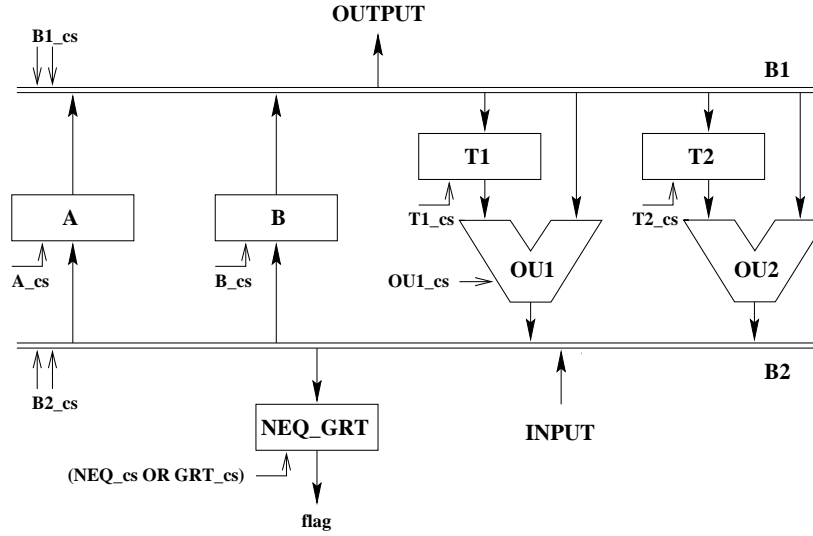 OUTPUT
B1_cs
B1
T1
T2
A
B
T1_cs
T2_cs
A_cs
B_cs
OU1_cs
OU1
OU2
B2_cs
B2
NEQ_GRT
INPUT
(NEQ_cs OR GRT_cs)
flag